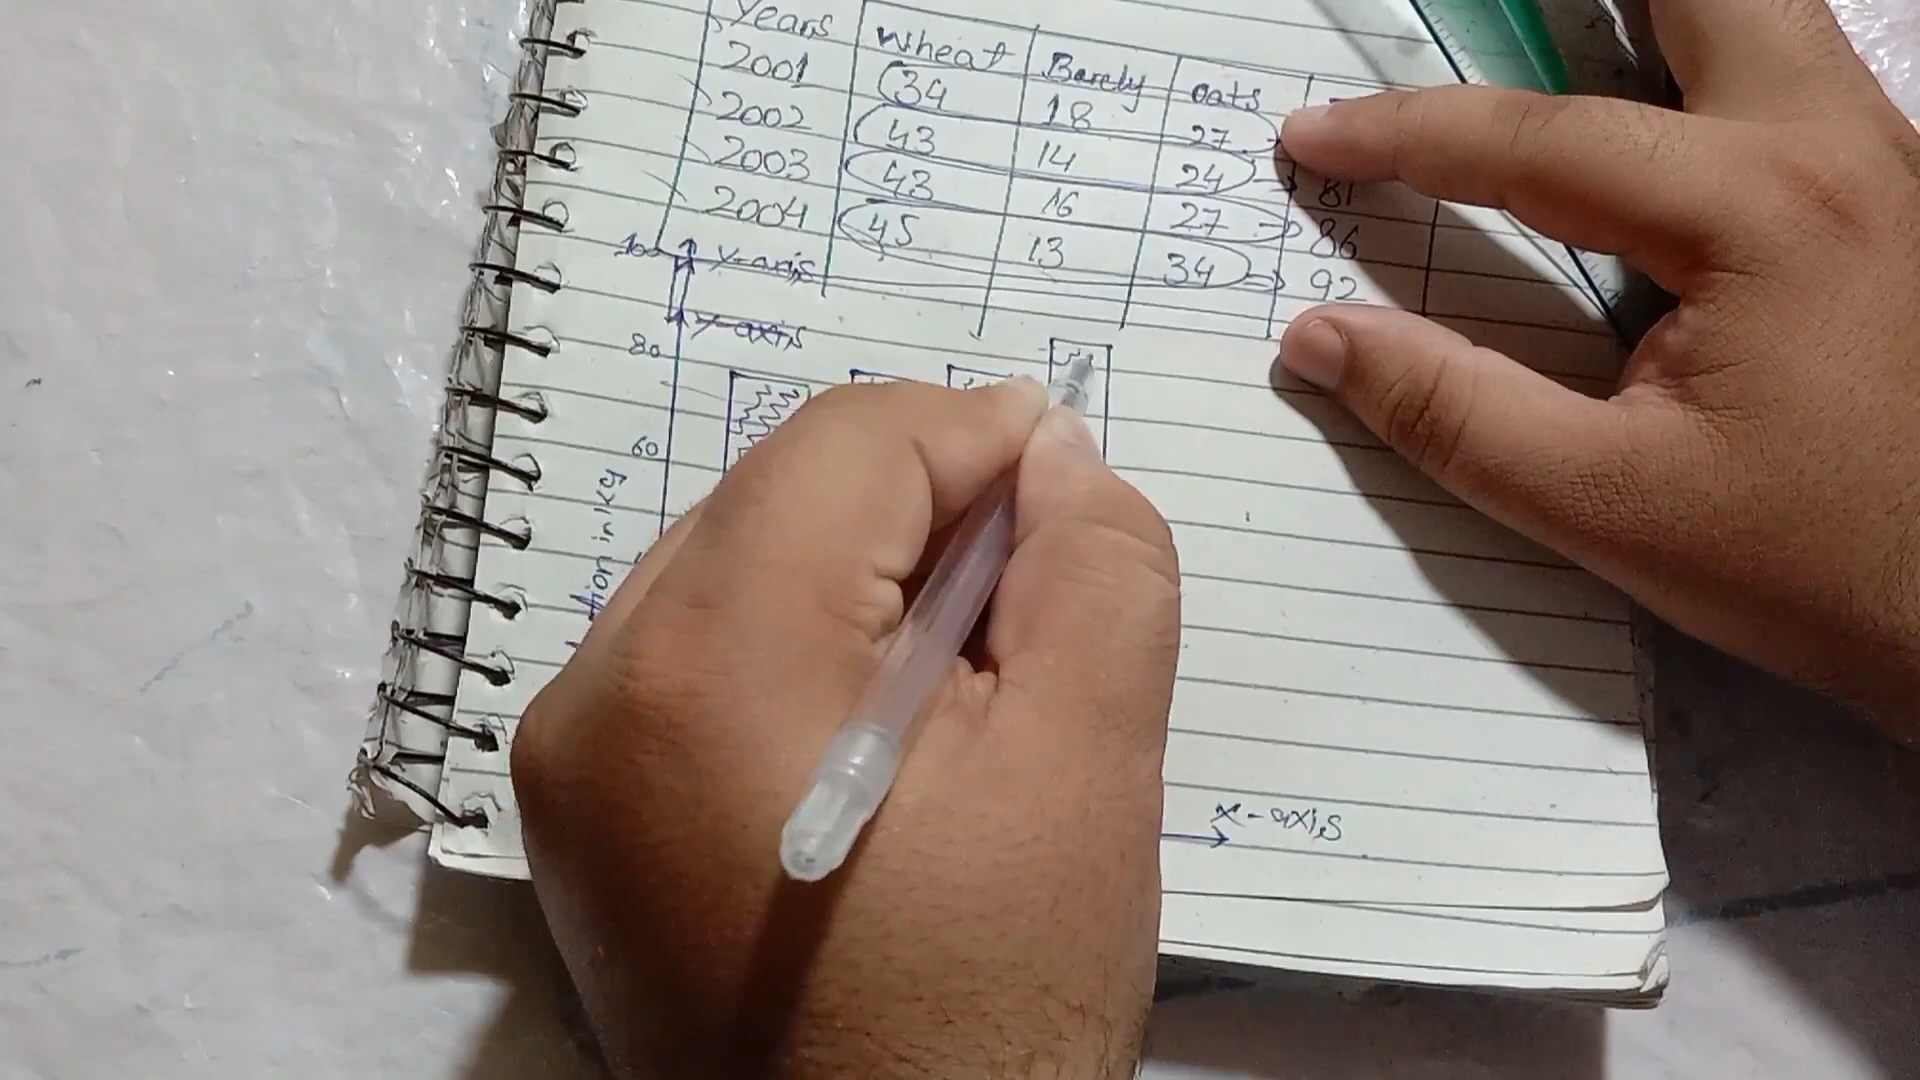 Years Wheat Barely oats
2001 34 18 27
2002 43 14 24 81
2003 43 16 27 86
2004 45 13 34 92
100 Y-axis
Y-axis
80
60
in kg
X-axis